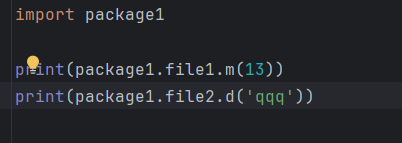 import package1
print(package1.file1.m(13))
print(package1.file2.d('qqq'))